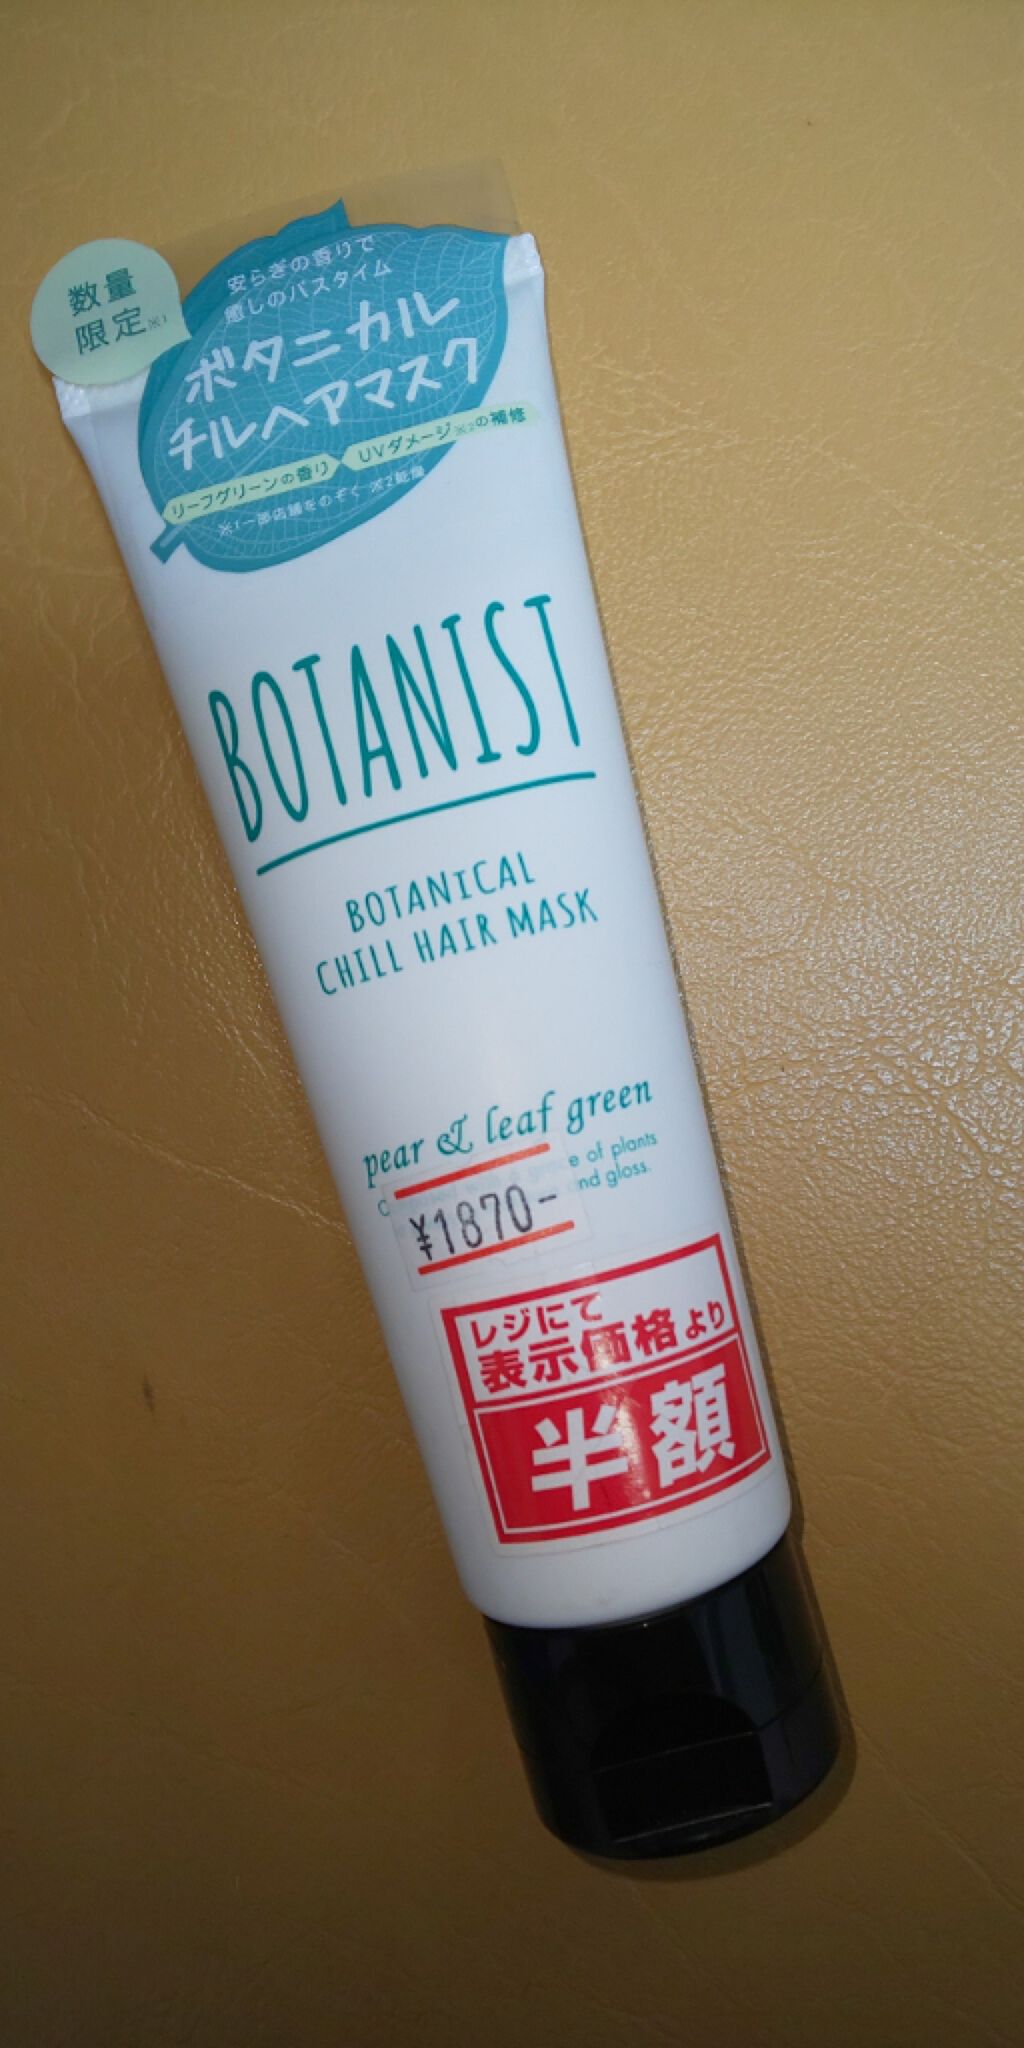 数量
限定※1
安らぎの香りで
癒しのバスタイム
ボタニカル
チルヘアマスク
リーフグリーンの香り
UVダメージ※2の補修
※1一部店舗をのぞく ※2乾燥
BOTANIST
BOTANICAL
CHILL HAIR MASK
pear & leaf green
of plants
and gloss.
¥1870-
レジにて
表示価格より
半額